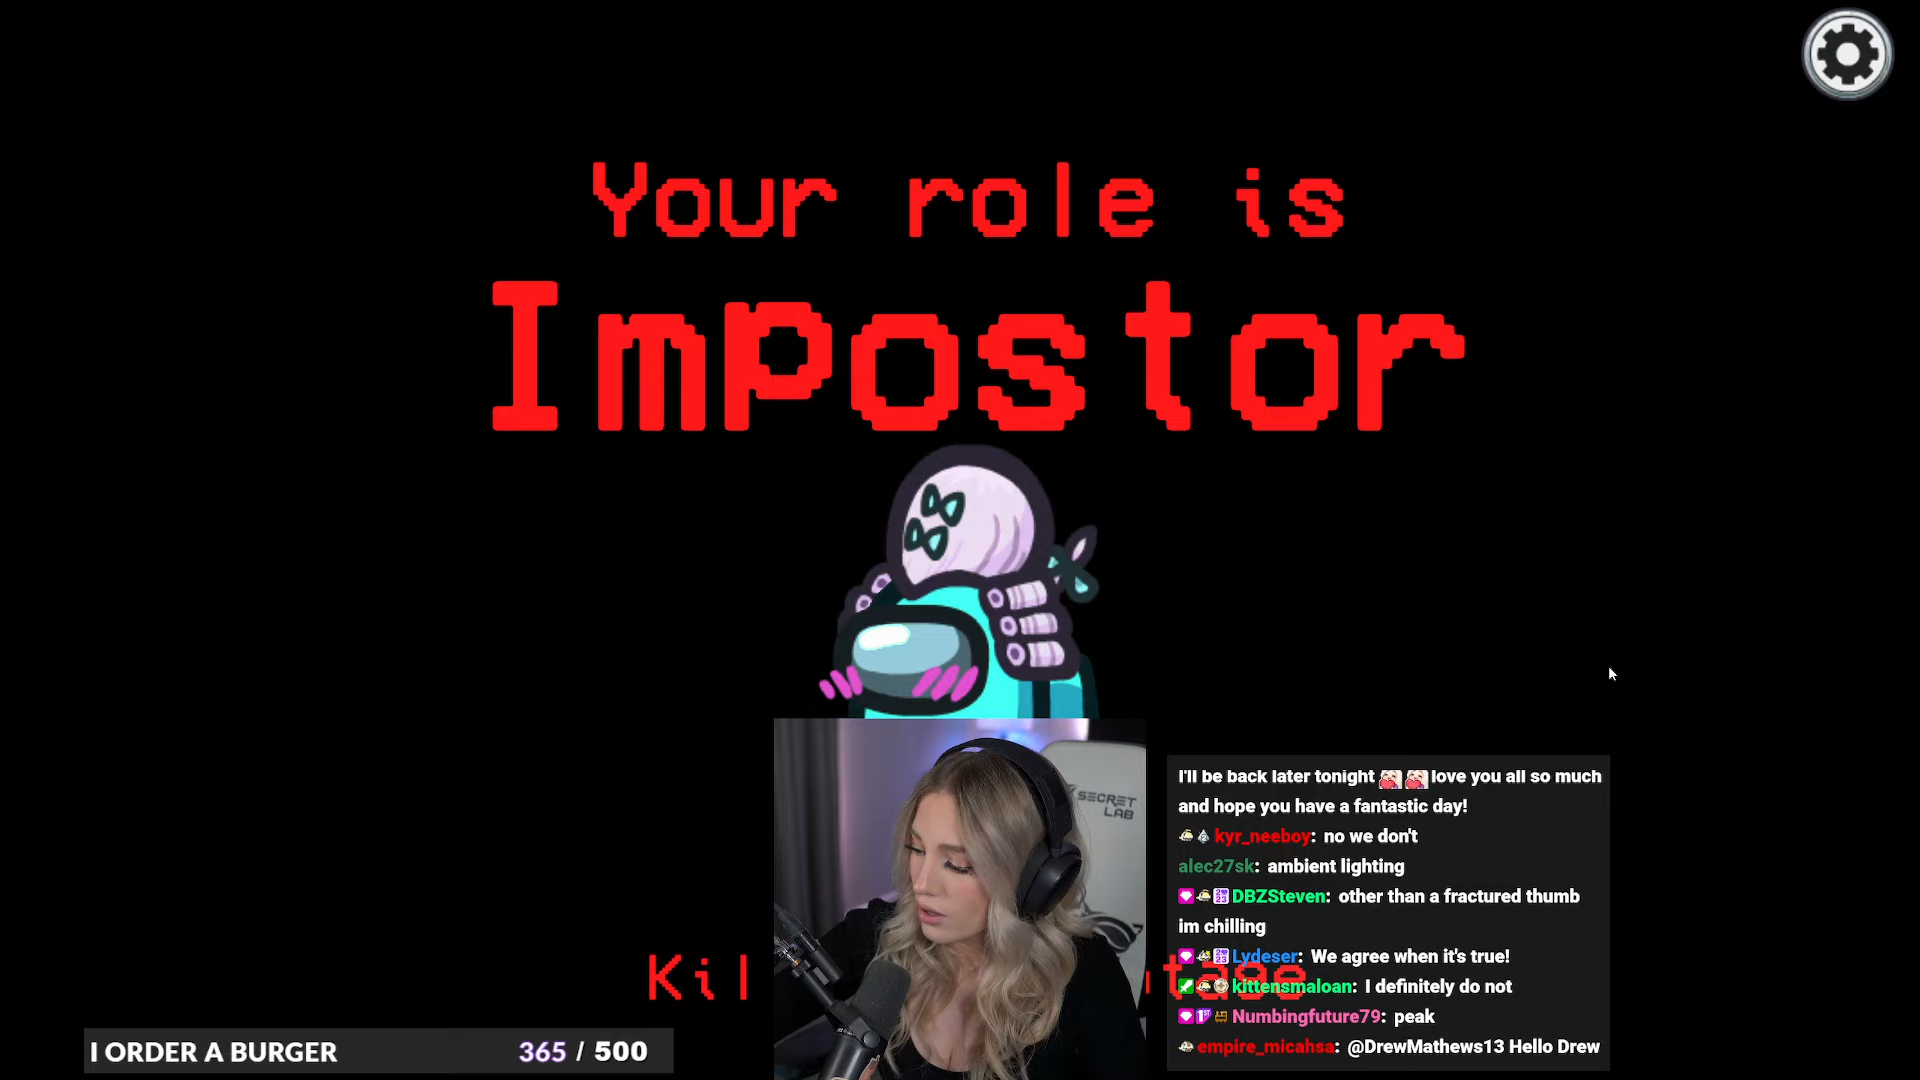 Your role is
Impostor
SECRET
LAB
I'll be back later tonight love you all so much
and hope you have a fantastic day!
kyr_neeboy: no we don't
alec27sk: ambient lighting
DBZSteven: other than a fractured thumb
im chilling
Lydeser: We agree when it's true!
kittensmaloan: I definitely do not
Numbingfuture79: peak
empire_micahsa: @DrewMathews13 Hello Drew
I ORDER A BURGER 365 / 500